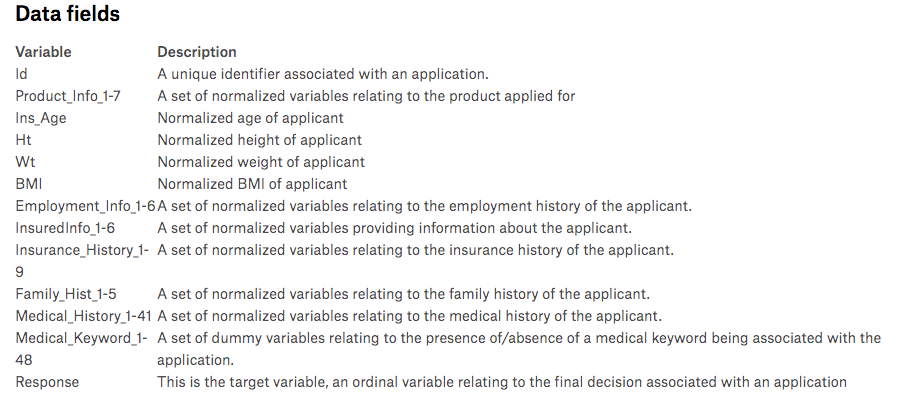 Data fields
Variable Description
Id A unique identifier associated with an application.
Product_Info_1-7 A set of normalized variables relating to the product applied for
Ins_Age Normalized age of applicant
Ht Normalized height of applicant
Wt Normalized weight of applicant
BMI Normalized BMI of applicant
Employment_Info_1-6 A set of normalized variables relating to the employment history of the applicant.
InsuredInfo_1-6 A set of normalized variables providing information about the applicant.
Insurance_History_1- A set of normalized variables relating to the insurance history of the applicant.
9
Family_Hist_1-5 A set of normalized variables relating to the family history of the applicant.
Medical_History_1-41 A set of normalized variables relating to the medical history of the applicant.
Medical_Keyword_1- A set of dummy variables relating to the presence of/absence of a medical keyword being associated with the
48 application.
Response This is the target variable, an ordinal variable relating to the final decision associated with an application